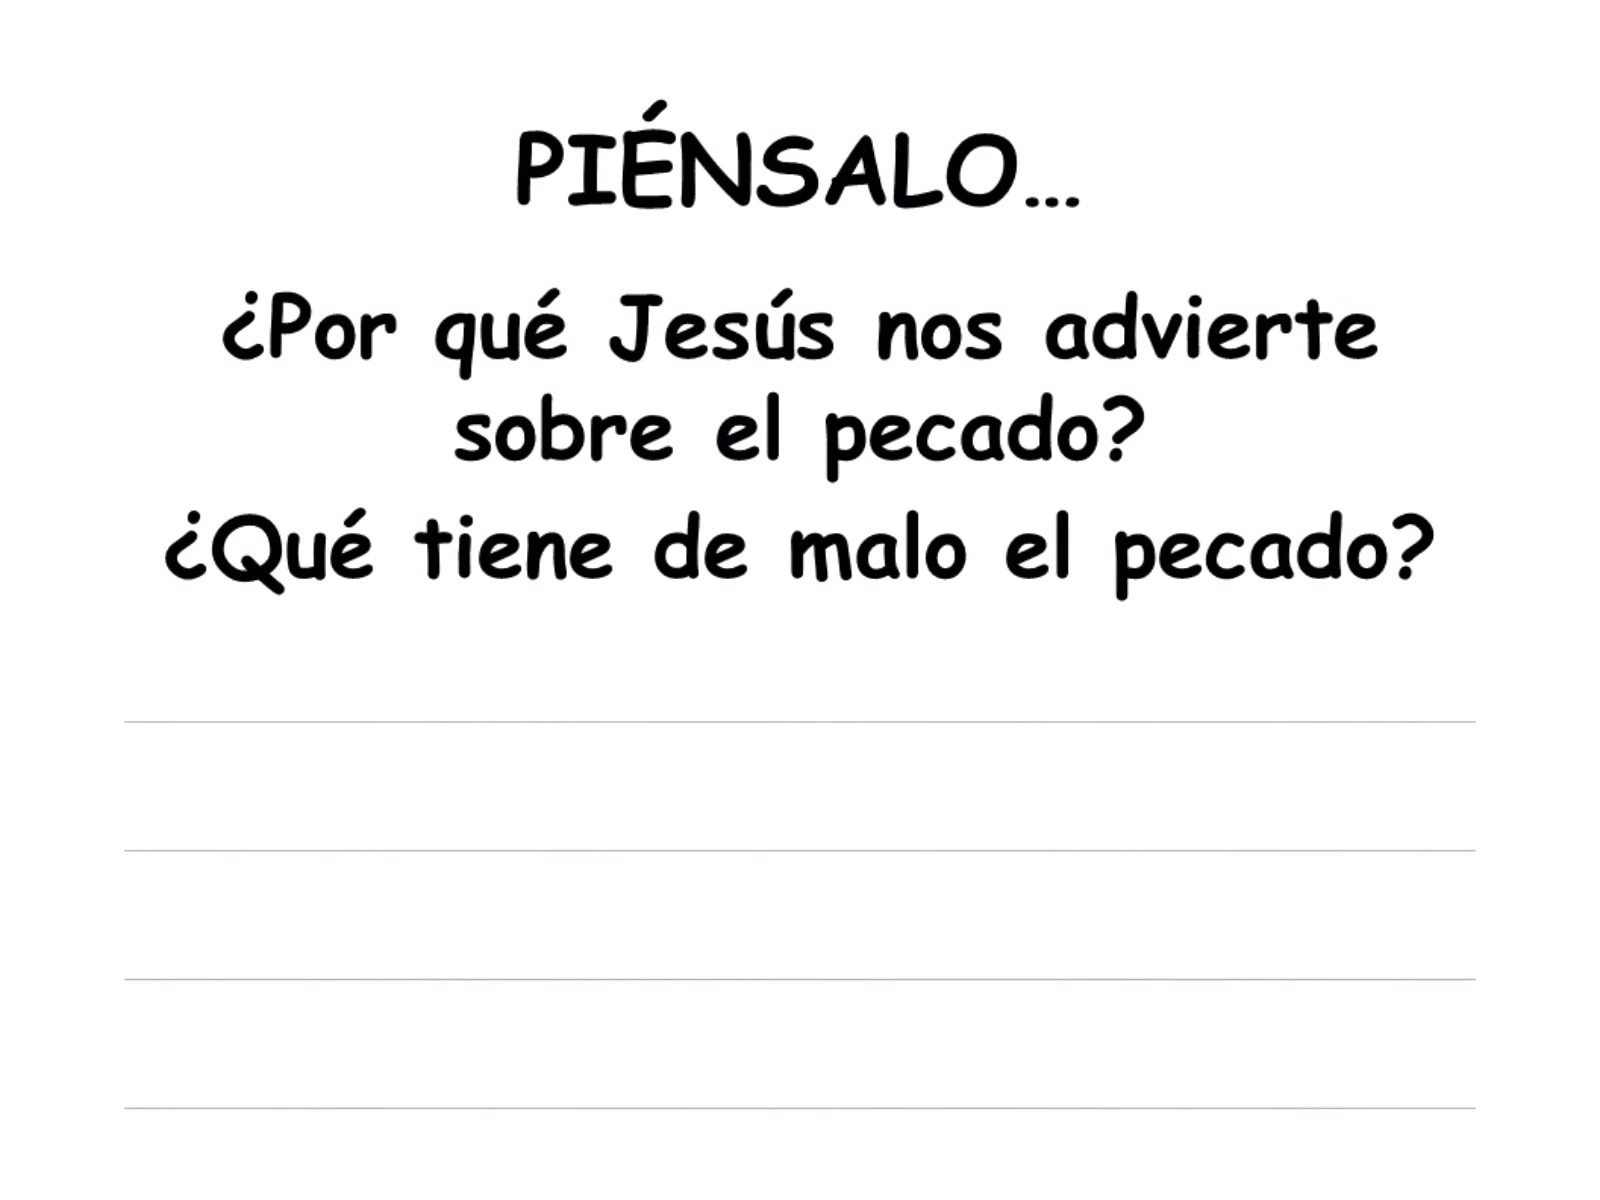 PIÉNSALO…
¿Por qué Jesús nos advierte
sobre el pecado?
¿Qué tiene de malo el pecado?